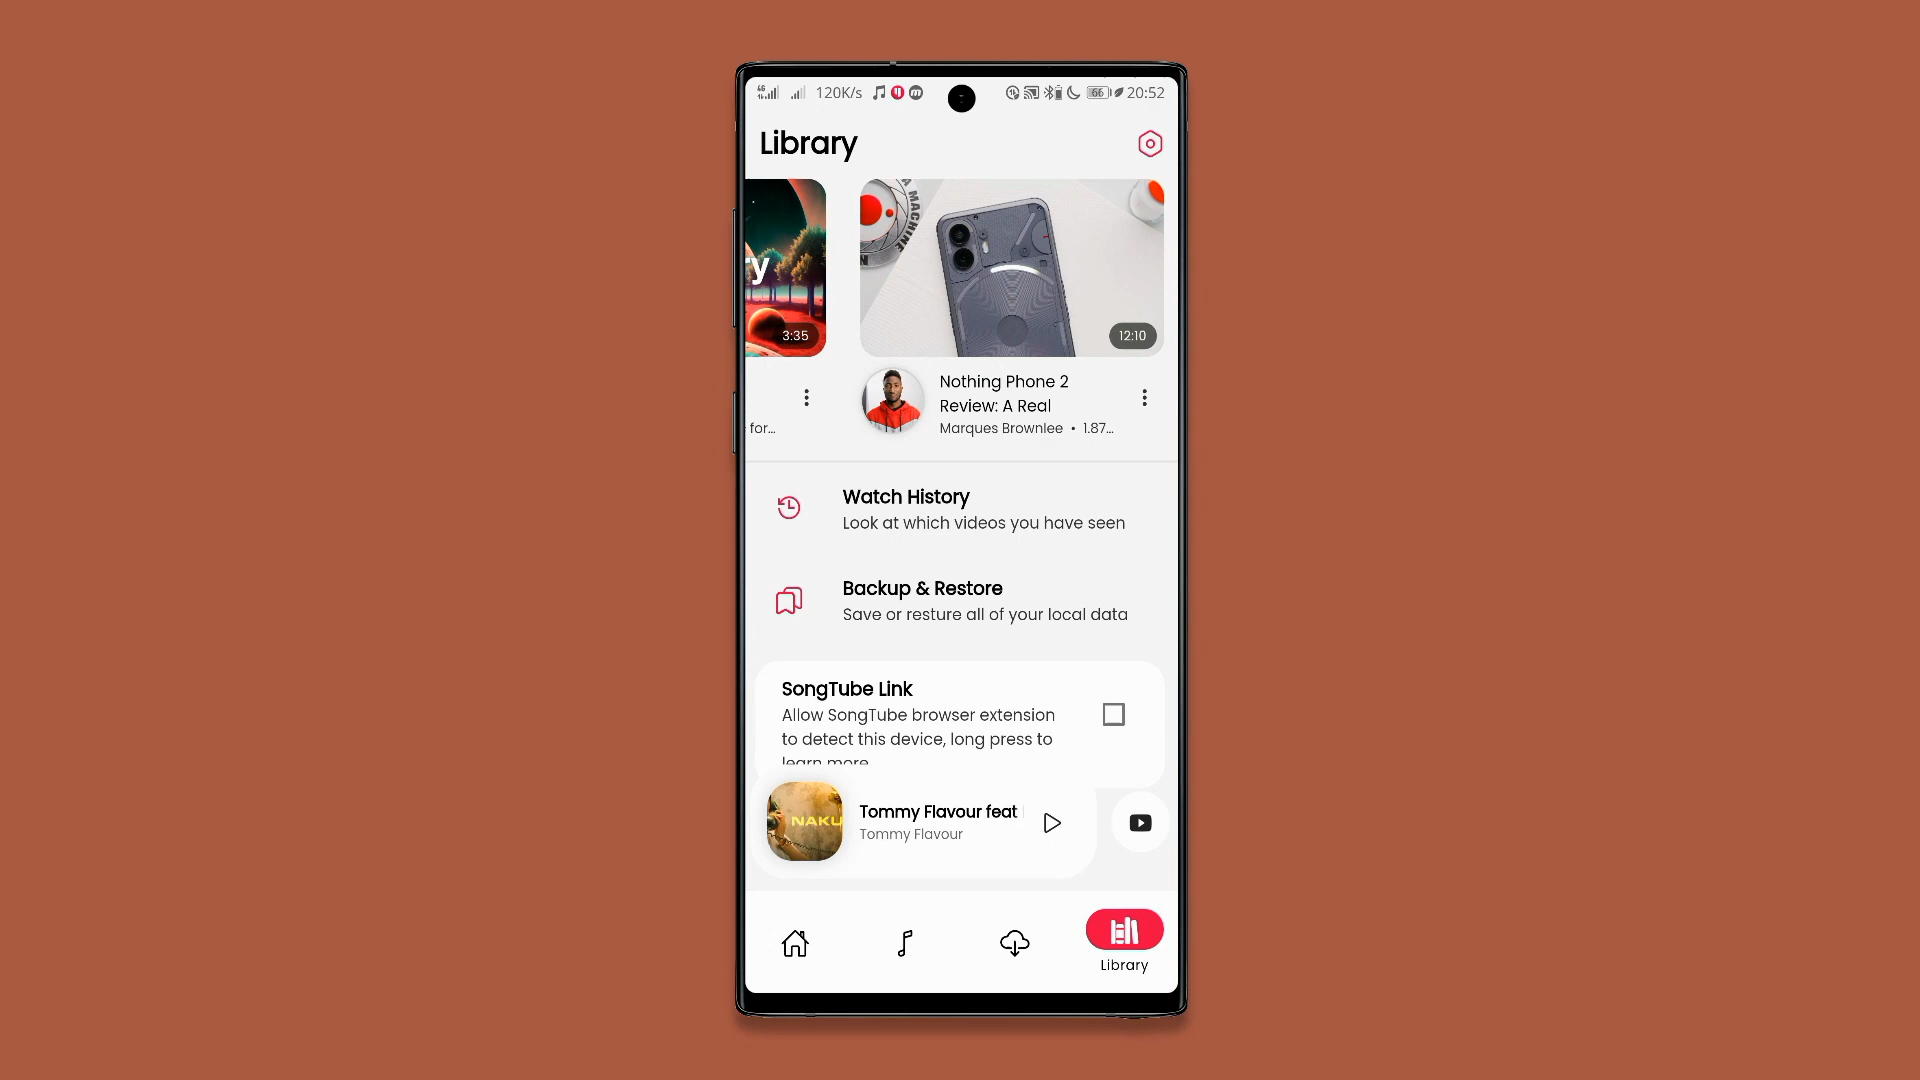 4G 120K/s 66 20:52
Library
ry
3:35
A MACHINE
12:10
for...
Nothing Phone 2
Review: A Real
Marques Brownlee • 1.87...
Watch History
Look at which videos you have seen
Backup & Restore
Save or resture all of your local data
SongTube Link
Allow SongTube browser extension
to detect this device, long press to
learn more
NAKU
Tommy Flavour feat
Tommy Flavour
Library